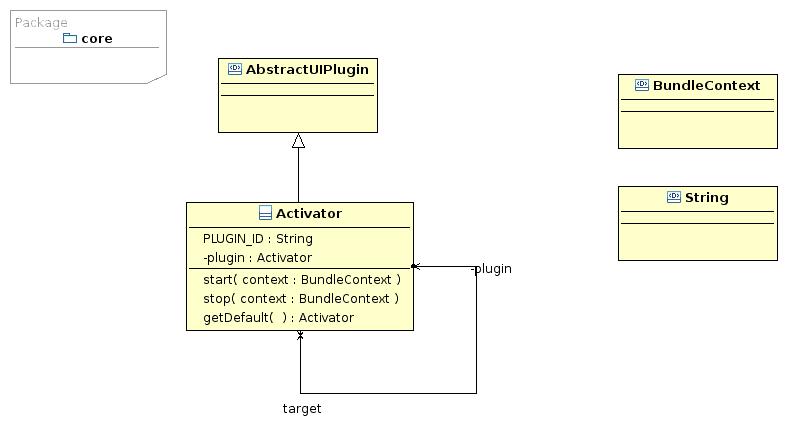 Package
core
AbstractUIPlugin
BundleContext
String
Activator
PLUGIN_ID : String
-plugin : Activator
start( context : BundleContext )
stop( context : BundleContext )
getDefault(  ) : Activator
-plugin
target